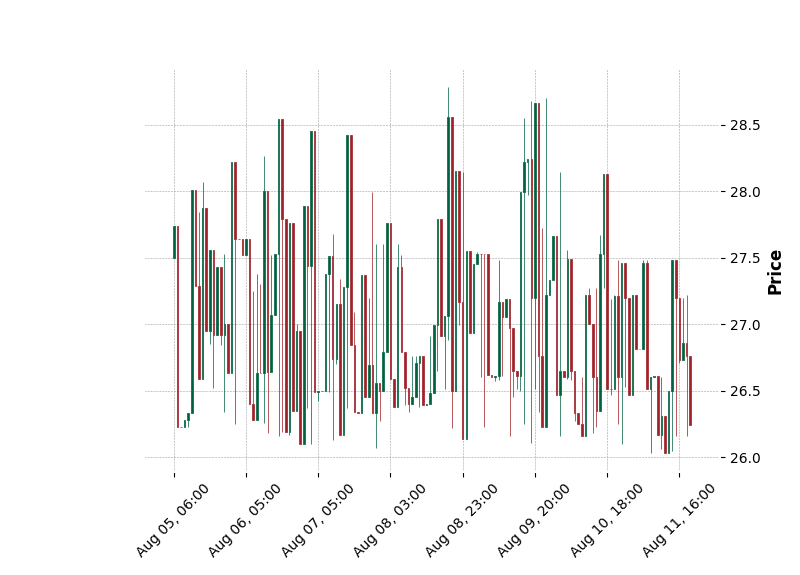 28.5
28.0
27.5
27.0
26.5
26.0
Price
Aug 05, 06:00
Aug 06, 05:00
Aug 07, 05:00
Aug 08, 03:00
Aug 08, 23:00
Aug 09, 20:00
Aug 10, 18:00
Aug 11, 16:00